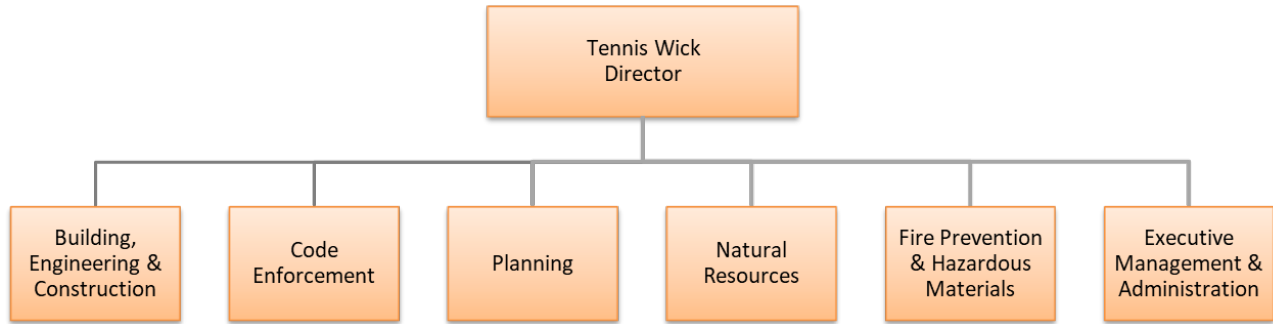 Tennis Wick
Director
Building,
Engineering &
Construction
Code
Enforcement
Planning
Natural
Resources
Fire Prevention
& Hazardous
Materials
Executive
Management &
Administration